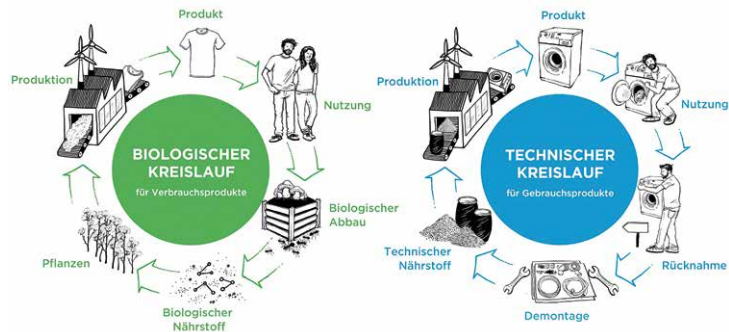 Produkt
Produktion
Nutzung
BIOLOGISCHER
KREISLAUF
für Verbrauchsprodukte
Biologischer
Abbau
Pflanzen
Biologischer
Nährstoff
Produkt
Produktion
Nutzung
TECHNISCHER
KREISLAUF
für Gebrauchsprodukte
Technischer
Nährstoff
Rücknahme
Demontage